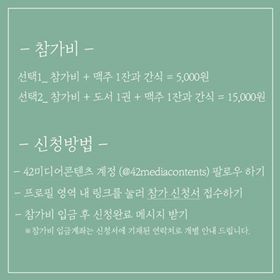 - 참가비 -
선택1_ 참가비 + 맥주 1잔과 간식 = 5,000원
선택2_ 참가비 + 도서 1권 + 맥주 1잔과 간식 = 15,000원
- 신청방법 -
- 42미디어콘텐츠 계정 (@42mediacontents) 팔로우 하기
- 프로필 영역 내 링크를 눌러 참가 신청서 접수하기
- 참가비 입금 후 신청완료 메시지 받기
※참가비 입금계좌는 신청서에 기재된 연락처로 개별 안내 드립니다.